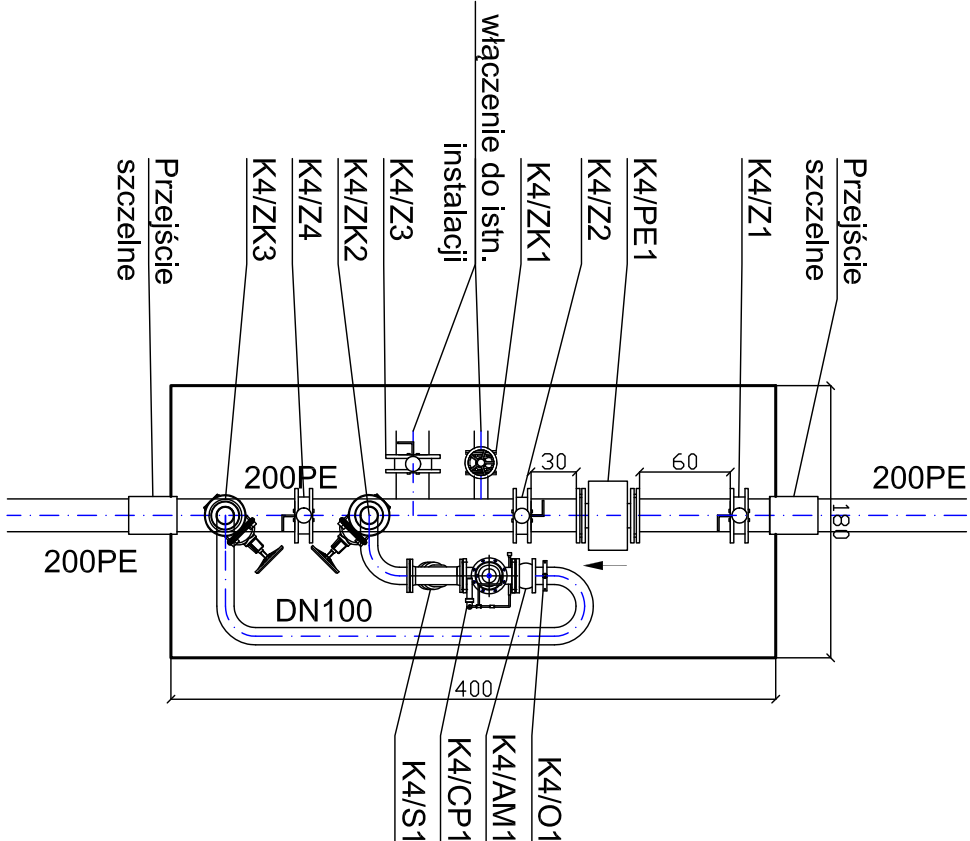 włączenie do istn.
instalacji
Przejście
szczelne
K4/ZK3
K4/Z4
K4/ZK2
K4/Z3
K4/ZK1
K4/Z2
K4/PE1
K4/Z1
Przejście
szczelne
200PE
30
60
200PE
180
200PE
DN100
400
K4/S1
K4/CP1
K4/AM1
K4/O1